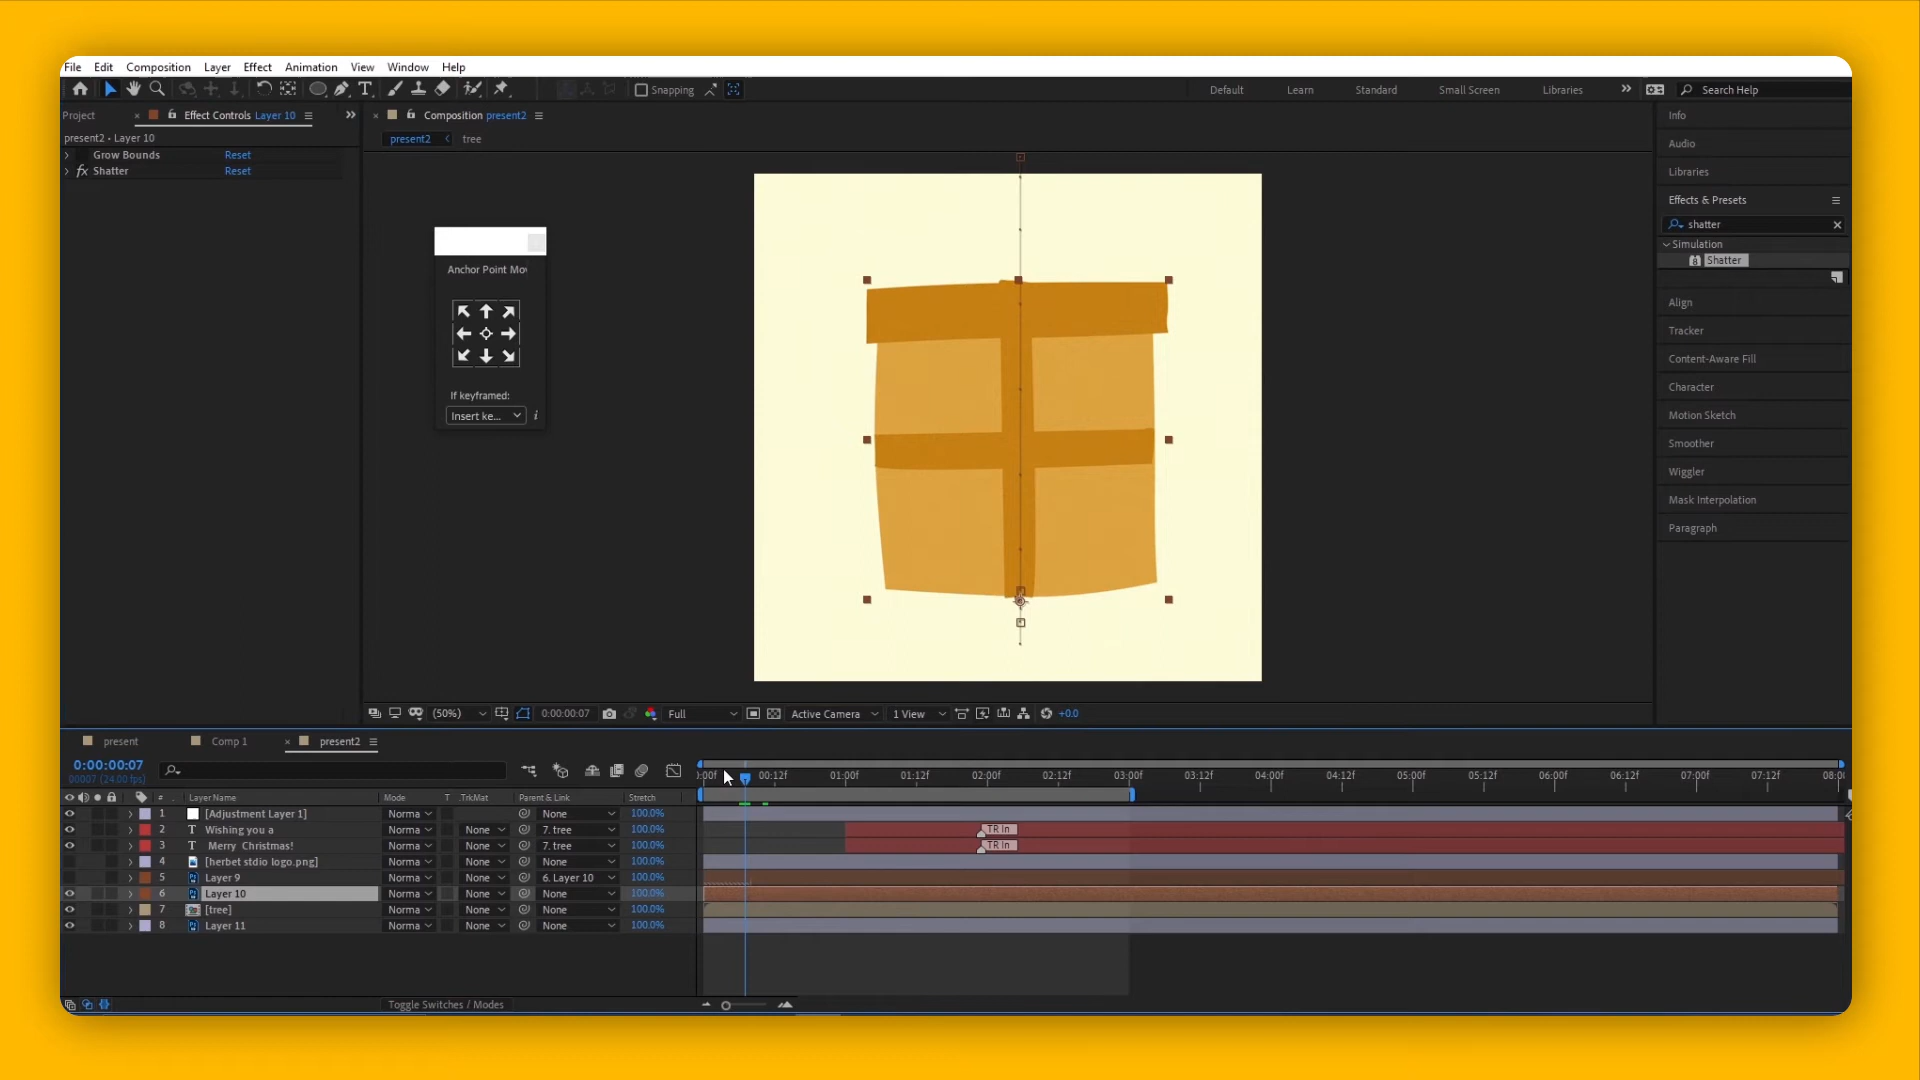 File Edit Composition Layer Effect Animation View Window Help
Snapping
Default Learn Standard Small Screen Libraries Search Help
Project Effect Controls Layer 10
Composition present2
present2 • Layer 10
present2 tree
Grow Bounds Reset
fx Shatter Reset
Anchor Point Mov
If keyframed:
Insert ke...
i
Info
Audio
Libraries
Effects & Presets
shatter
Simulation
8 Shatter
Align
Tracker
Content-Aware Fill
Character
Motion Sketch
Smoother
Wiggler
Mask Interpolation
Paragraph
(50%) 0:00:00:07 Full Active Camera 1 View +0.0
present Comp 1 present2
0:00:00:07
00007 (24.00 fps)
:00f 00:12f 01:00f 01:12f 02:00f 02:12f 03:00f 03:12f 04:00f 04:12f 05:00f 05:12f 06:00f 06:12f 07:00f 07:12f 08:0
# Layer Name Mode T .TrkMat Parent & Link Stretch
1 [Adjustment Layer 1] Norma None 100.0%
2 T Wishing you a Norma None 7. tree 100.0% TR In
3 T Merry Christmas! Norma None 7. tree 100.0% TR In
4 [herbet stdio logo.png] Norma None None 100.0%
5 Layer 9 Norma None 6. Layer 10 100.0%
6 Layer 10 Norma None None 100.0%
7 [tree] Norma None None 100.0%
8 Layer 11 Norma None None 100.0%
Toggle Switches / Modes